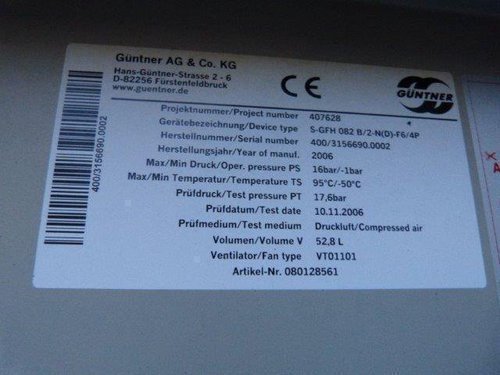 Güntner AG & Co. KG
Hans-Güntner-Strasse 2 - 6
D-82256 Fürstenfeldbruck
www.guentner.de
CE
GÜNTNER
Projektnummer/Project number 407628
Gerätebezeichnung/Device type S-GFH 082 B/2-N(D)-F6/4P
Herstellnummer/Serial number 400/3156690.0002
Herstellungsjahr/Year of manuf. 2006
Max/Min Druck/Oper. pressure PS 16bar/-1bar
Max/Min Temperatur/Temperature TS 95°C/-50°C
Prüfdruck/Test pressure PT 17,6bar
Prüfdatum/Test date 10.11.2006
Prüfmedium/Test medium Druckluft/Compressed air
Volumen/Volume V 52,8 L
Ventilator/Fan type VT01101
Artikel-Nr. 080128561
400/3156690.0002